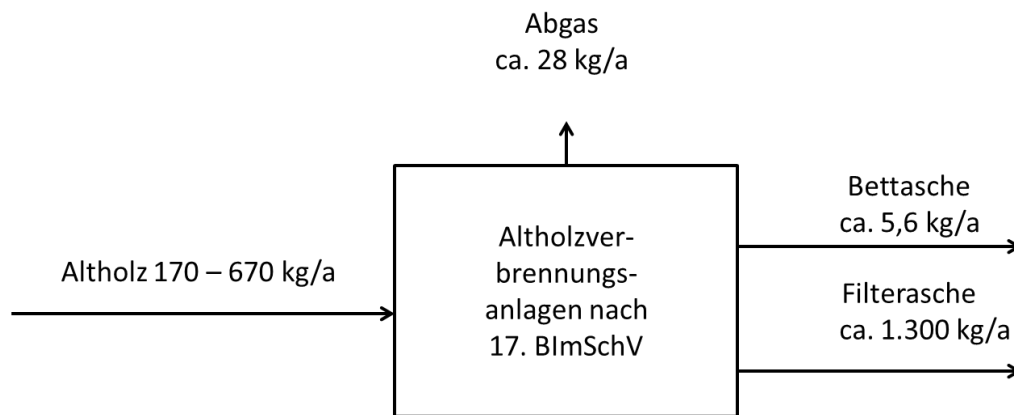 Abgas
ca. 28 kg/a
Bettasche
ca. 5,6 kg/a
Altholz 170 – 670 kg/a
Altholzver-
brennungs-
anlagen nach
17. BImSchV
Filterasche
ca. 1.300 kg/a